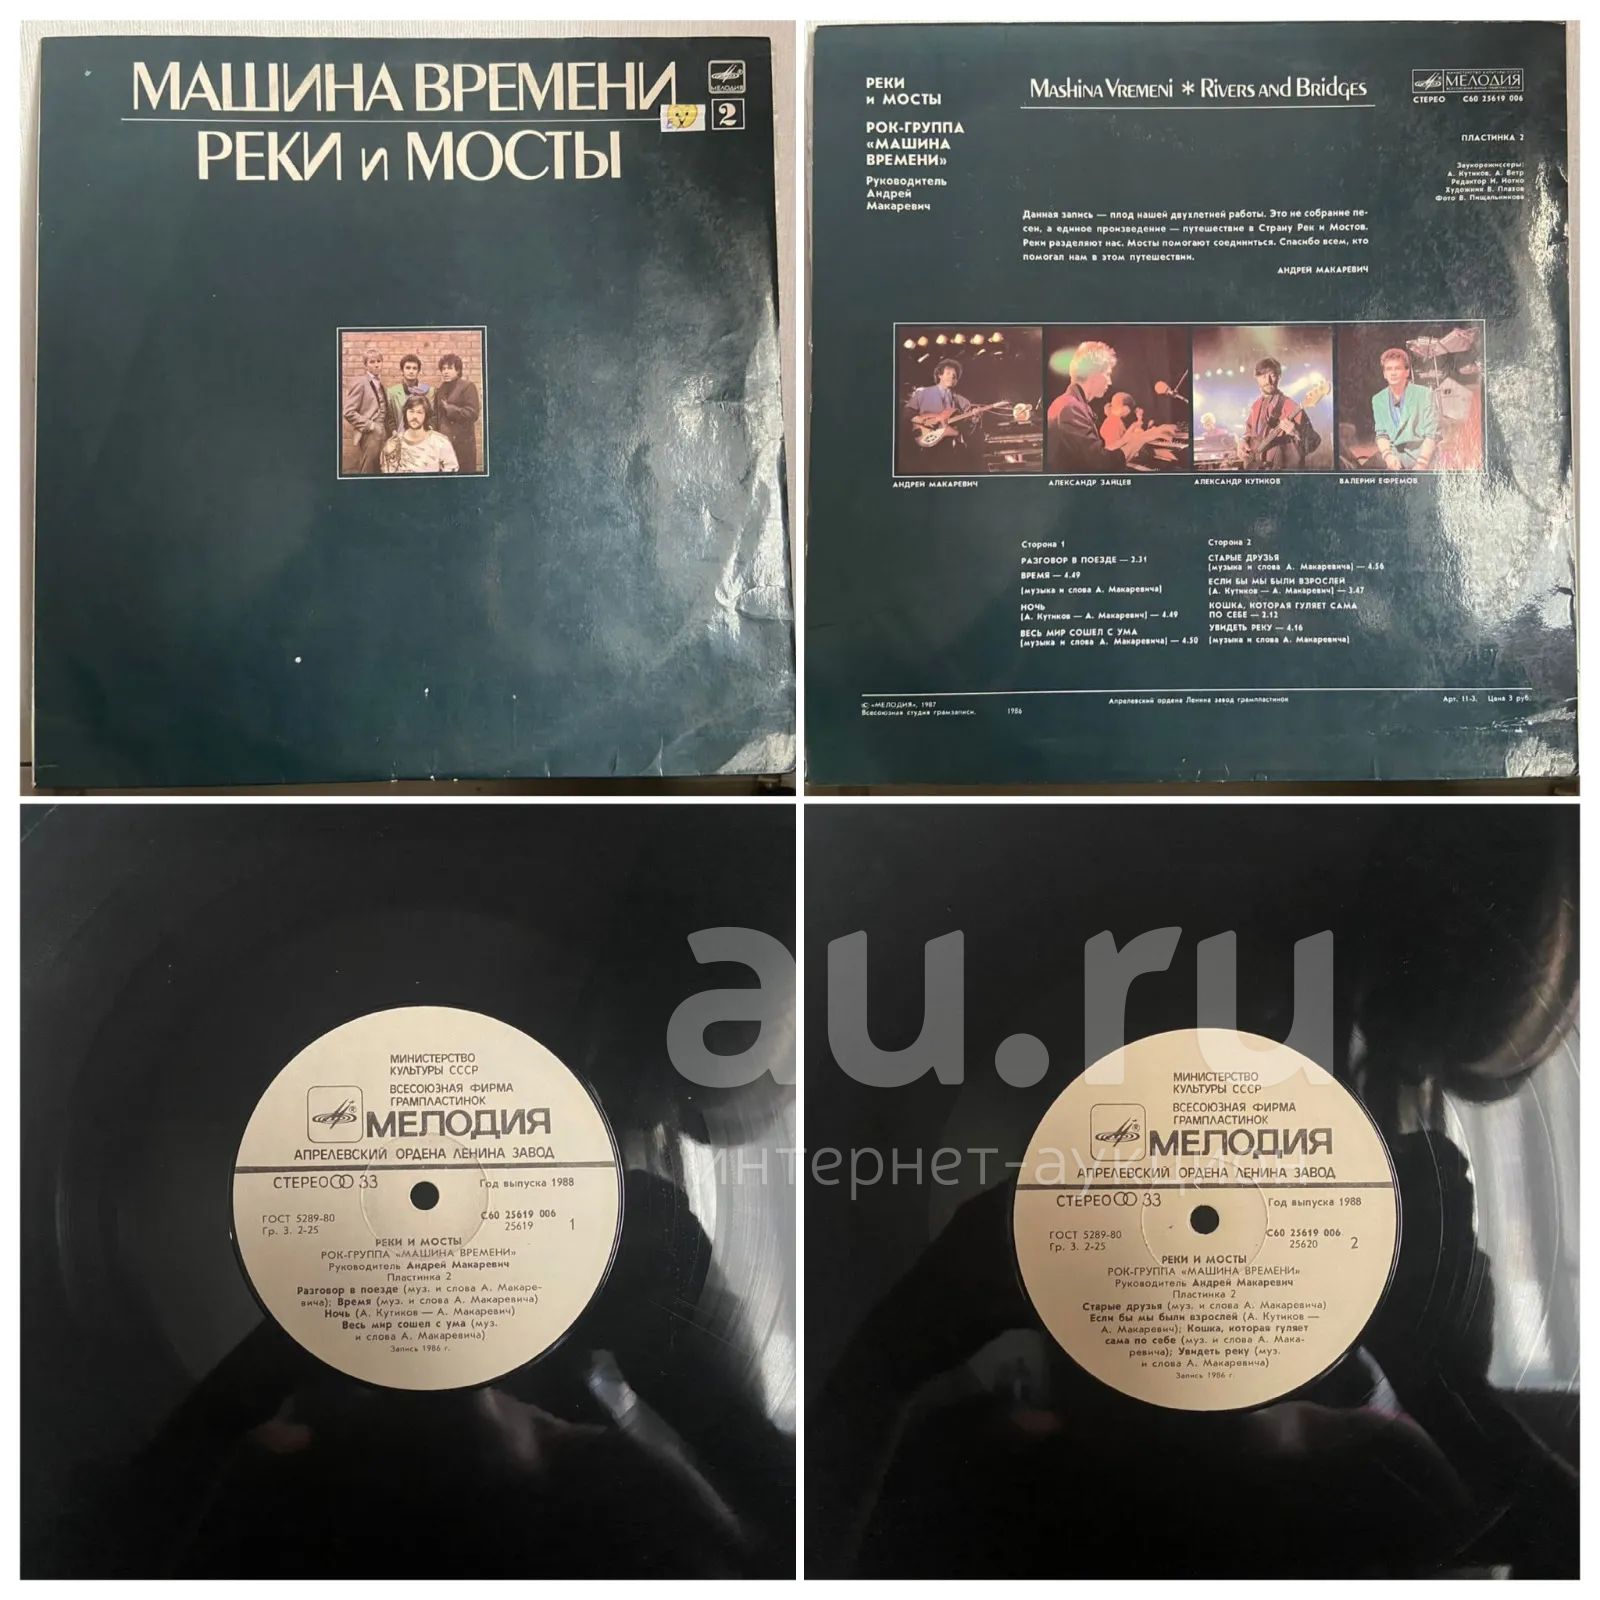 МАШИНА ВРЕМЕНИ
МЕЛОДИЯ
2
РЕКИ и МОСТЫ
РЕКИ
и МОСТЫ
РОК-ГРУППА
«МАШИНА
ВРЕМЕНИ»
Руководитель
Андрей
Макаревич
Mashina Vremeni * Rivers and Bridges
МЕЛОДИЯ
СТЕРЕО С60 25619 006
ПЛАСТИНКА 2
Звукорежиссеры:
А. Кутиков, А. Ветр
Редактор И. Йотко
Художник В. Плахов
Фото В. Пищальникова
Данная запись — плод нашей двухлетней работы. Это не собрание пе-
сен, а единое произведение — путешествие в Страну Рек и Мостов.
Реки разделяют нас. Мосты помогают соединиться. Спасибо всем, кто
помогал нам в этом путешествии.
АНДРЕЙ МАКАРЕВИЧ
АНДРЕЙ МАКАРЕВИЧ
АЛЕКСАНДР ЗАЙЦЕВ
АЛЕКСАНДР КУТИКОВ
ВАЛЕРИЙ ЕФРЕМОВ
Сторона 1
РАЗГОВОР В ПОЕЗДЕ — 2.31
ВРЕМЯ — 4.49
(музыка и слова А. Макаревича)
НОЧЬ
(А. Кутиков — А. Макаревич) — 4.49
ВЕСЬ МИР СОШЕЛ С УМА
(музыка и слова А. Макаревича) — 4.50
Сторона 2
СТАРЫЕ ДРУЗЬЯ
(музыка и слова А. Макаревича) — 4.56
ЕСЛИ БЫ МЫ БЫЛИ ВЗРОСЛЕЙ
(А. Кутиков — А. Макаревич) — 3.47
КОШКА, КОТОРАЯ ГУЛЯЕТ САМА
ПО СЕБЕ — 2.12
УВИДЕТЬ РЕКУ — 4.16
(музыка и слова А. Макаревича)
© «МЕЛОДИЯ», 1987
Всесоюзная студия грамзаписи. 1986
Апрелевский ордена Ленина завод грампластинок
Арт. 11-3. Цена 3 руб.
МИНИСТЕРСТВО
КУЛЬТУРЫ СССР
ВСЕСОЮЗНАЯ ФИРМА
ГРАМПЛАСТИНОК
МЕЛОДИЯ
АПРЕЛЕВСКИЙ ОРДЕНА ЛЕНИНА ЗАВОД
СТЕРЕО 33 Год выпуска 1988
ГОСТ 5289-80
Гр. 3. 2-25
С60 25619 006
25619 1
РЕКИ И МОСТЫ
РОК-ГРУППА «МАШИНА ВРЕМЕНИ»
Руководитель Андрей Макаревич
Пластинка 2
Разговор в поезде (муз. и слова А. Макаре-
вича); Время (муз. и слова А. Макаревича)
Ночь (А. Кутиков — А. Макаревич)
Весь мир сошел с ума (муз.
и слова А. Макаревича)
Запись 1986 г.
МИНИСТЕРСТВО
КУЛЬТУРЫ СССР
ВСЕСОЮЗНАЯ ФИРМА
ГРАМПЛАСТИНОК
МЕЛОДИЯ
АПРЕЛЕВСКИЙ ОРДЕНА ЛЕНИНА ЗАВОД
СТЕРЕО 33 Год выпуска 1988
ГОСТ 5289-80
Гр. 3. 2-25
С60 25619 006
25620 2
РЕКИ И МОСТЫ
РОК-ГРУППА «МАШИНА ВРЕМЕНИ»
Руководитель Андрей Макаревич
Пластинка 2
Старые друзья (муз. и слова А. Макаревича)
Если бы мы были взрослей (А. Кутиков —
А. Макаревич); Кошка, которая гуляет
сама по себе (муз. и слова А. Мака-
ревича); Увидеть реку (муз.
и слова А. Макаревича)
Запись 1986 г.
au.ru
интернет-аукцион